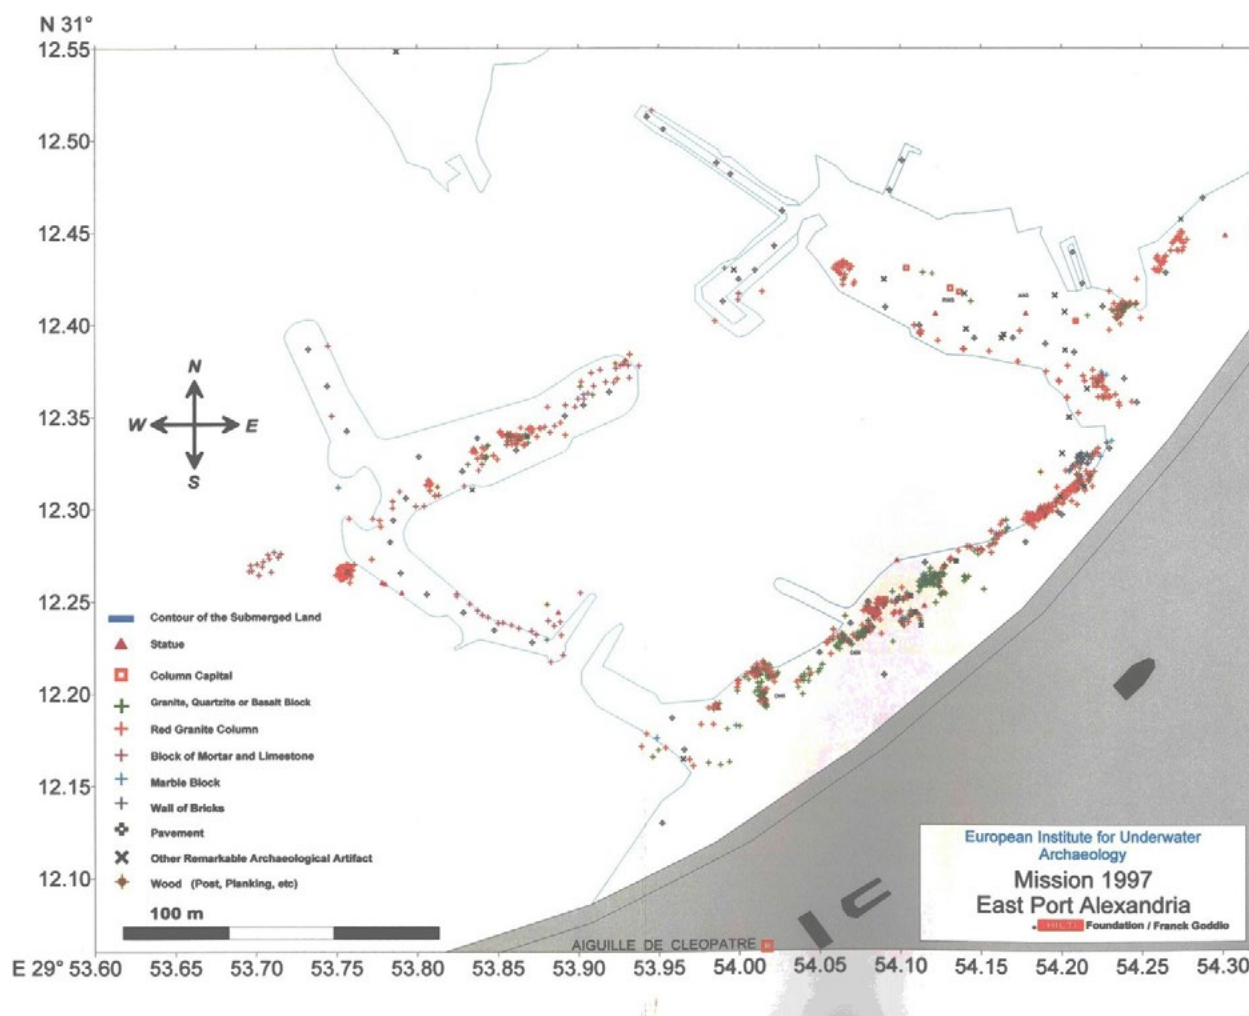 N 31°
12.55
12.50
12.45
12.40
12.35
12.30
12.25
12.20
12.15
12.10
N
W E
S
Contour of the Submerged Land
Statue
Column Capital
Granite, Quartzite or Basalt Block
Red Granite Column
Block of Mortar and Limestone
Marble Block
Wall of Bricks
Pavement
Other Remarkable Archaeological Artifact
Wood (Post, Planking, etc)
100 m
European Institute for Underwater
Archaeology
Mission 1997
East Port Alexandria
Foundation / Franck Goddio
AIGUILLE DE CLEOPATRE
E 29° 53.60 53.65 53.70 53.75 53.80 53.85 53.90 53.95 54.00 54.05 54.10 54.15 54.20 54.25 54.30